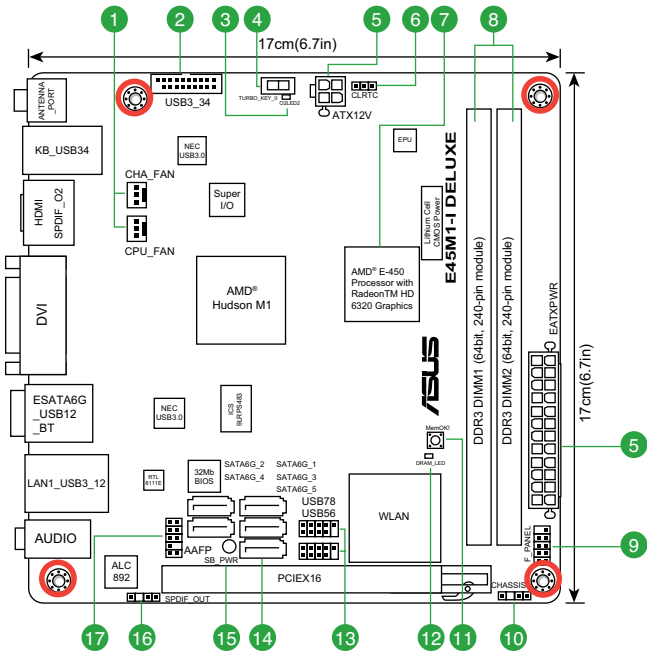 1
2
3
4
5
6
7
8
17cm(6.7in)
ANTENNA
_PORT
USB3_34
TURBO_KEY_II
O2LED2
ATX12V
CLRTC
KB_USB34
NEC
USB3.0
EPU
CHA_FAN
Super
I/O
Lithium Cell
CMOS Power
E45M1-I DELUXE
HDMI
SPDIF_O2
CPU_FAN
AMD®
Hudson M1
AMD® E-450
Processor with
RadeonTM HD
6320 Graphics
DDR3 DIMM1 (64bit, 240-pin module)
DDR3 DIMM2 (64bit, 240-pin module)
EATXPWR
17cm(6.7in)
DVI
ASUS
ESATA6G
_USB12
_BT
NEC
USB3.0
ICS
9LRPS483
MemOK!
DRAM_LED
5
LAN1_USB3_12
RTL
8111E
32Mb
BIOS
SATA6G_2
SATA6G_1
SATA6G_4
SATA6G_3
SATA6G_5
USB78
USB56
WLAN
AUDIO
AAFP
SB_PWR
F_PANEL
9
ALC
892
PCIEX16
CHASSIS
SPDIF_OUT
17
16
15
14
13
12
11
10